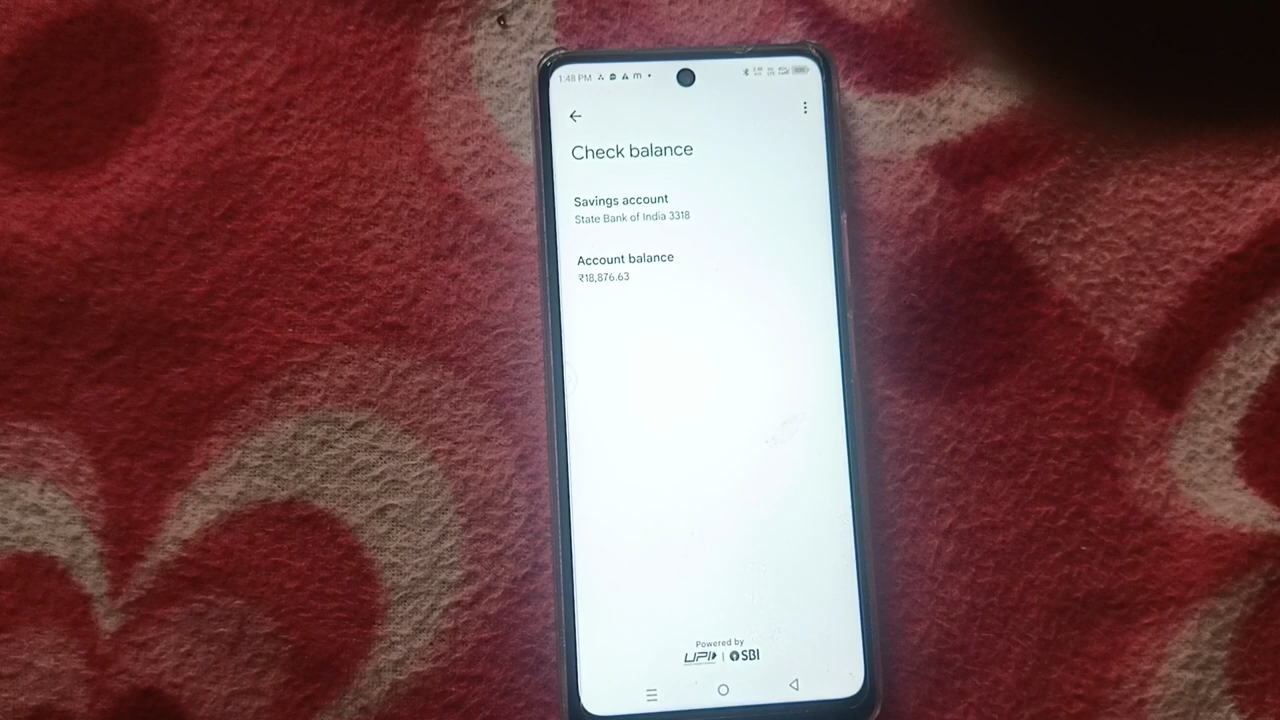 1:48 PM
Check balance
Savings account
State Bank of India 3318
Account balance
₹18,876.63
Powered by
UPI | SBI